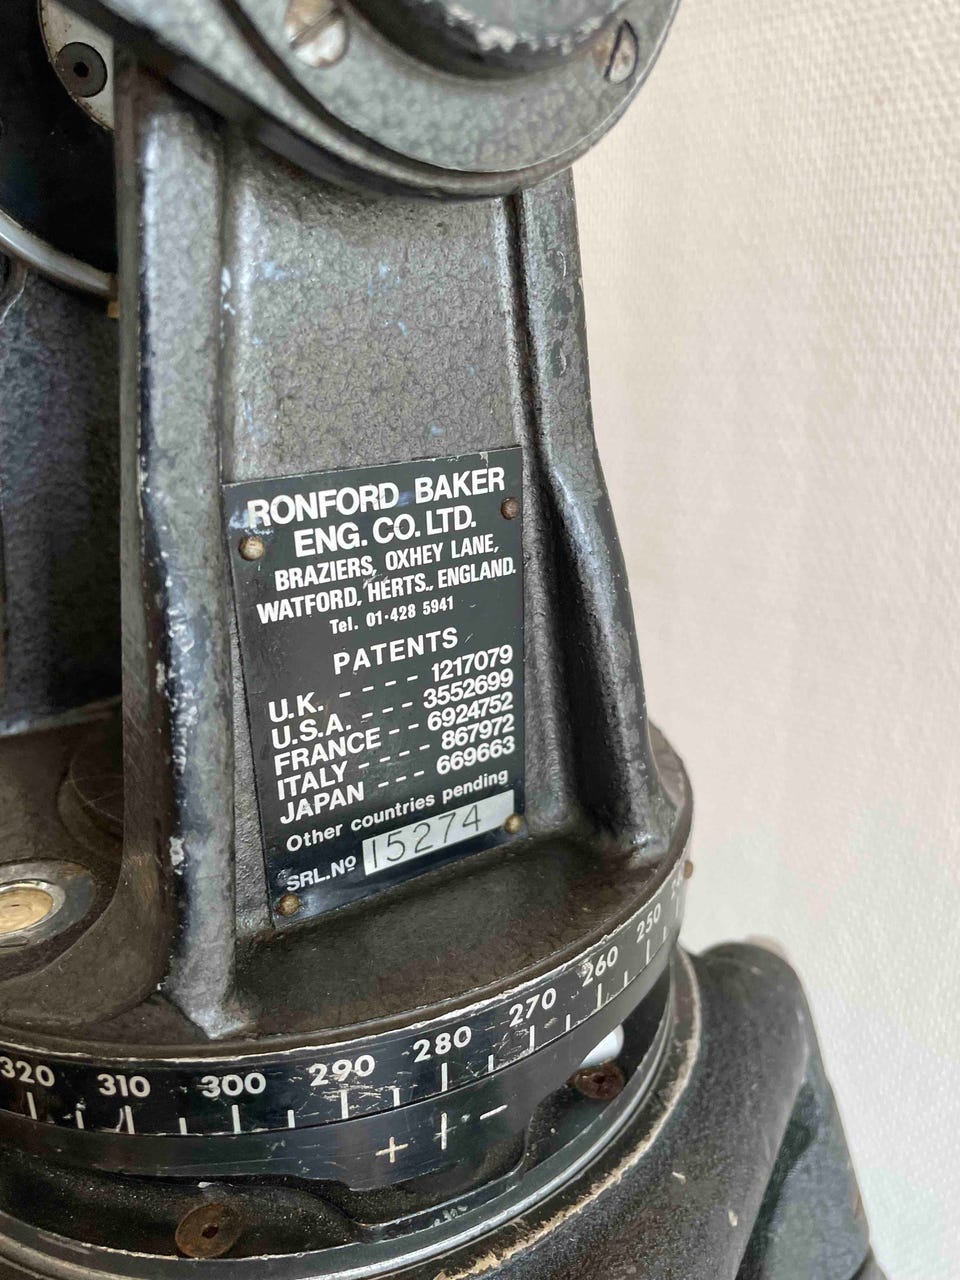 RONFORD BAKER
ENG. CO. LTD.
BRAZIERS, OXHEY LANE,
WATFORD, HERTS., ENGLAND.
Tel. 01·428 5941
PATENTS
U.K. - - - - 1217079
U.S.A. - - - 3552699
FRANCE - - 6924752
ITALY - - - - 867972
JAPAN - - - 669663
Other countries pending
SRL.No 15274
320 310 300 290 280 270 260 250
+ -